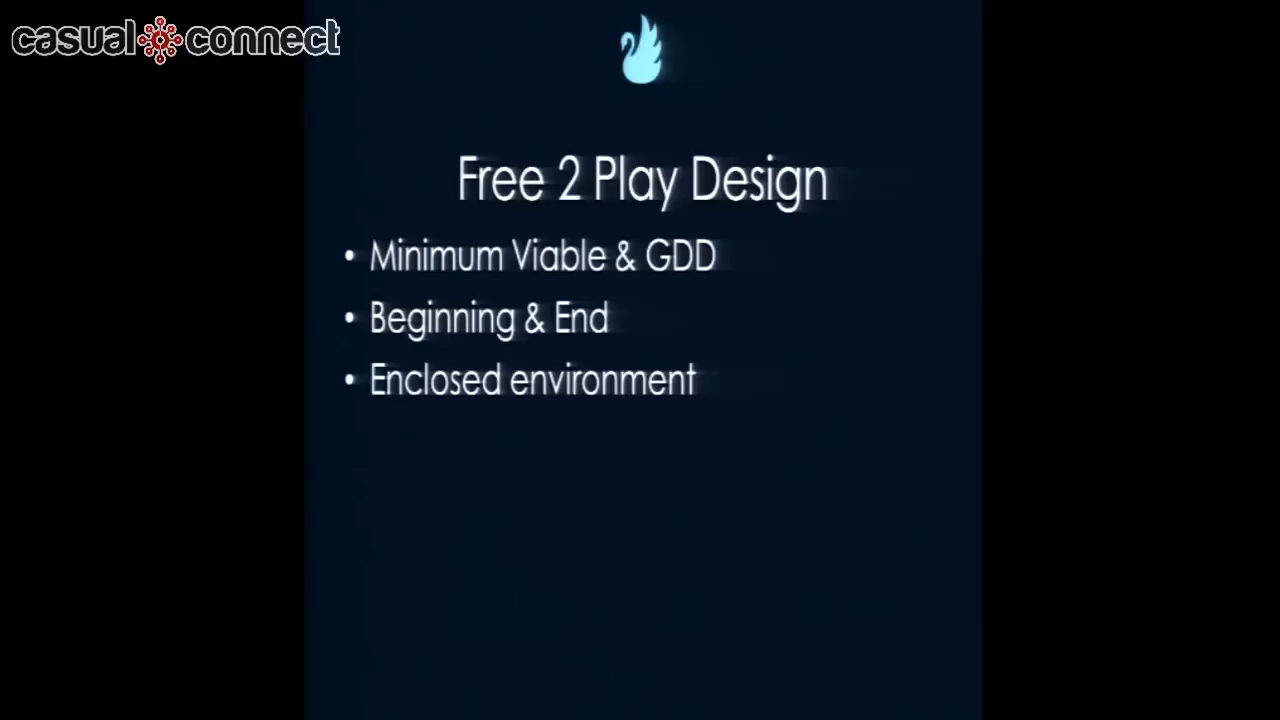 casual connect
Free 2 Play Design
• Minimum Viable & GDD
• Beginning & End
• Enclosed environment